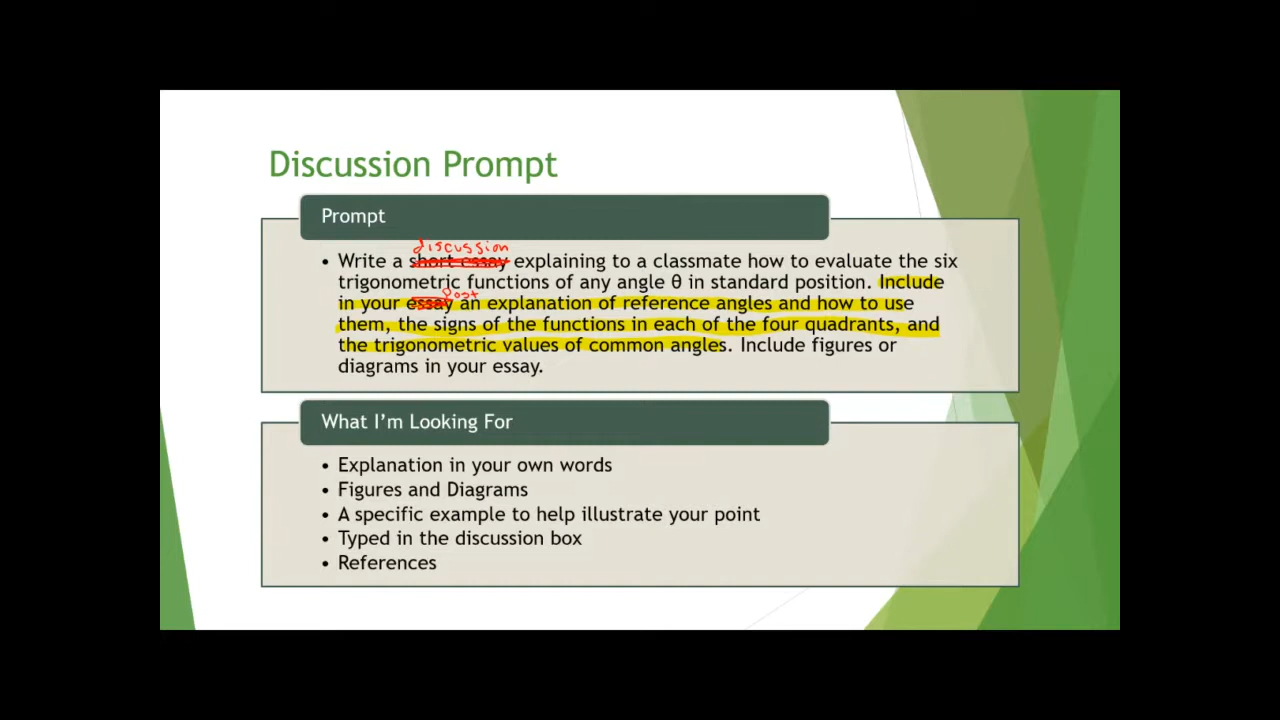 Discussion Prompt
Prompt
discussion
• Write a short essay explaining to a classmate how to evaluate the six
trigonometric functions of any angle θ in standard position. Include
Post
in your essay an explanation of reference angles and how to use
them, the signs of the functions in each of the four quadrants, and
the trigonometric values of common angles. Include figures or
diagrams in your essay.
What I'm Looking For
• Explanation in your own words
• Figures and Diagrams
• A specific example to help illustrate your point
• Typed in the discussion box
• References